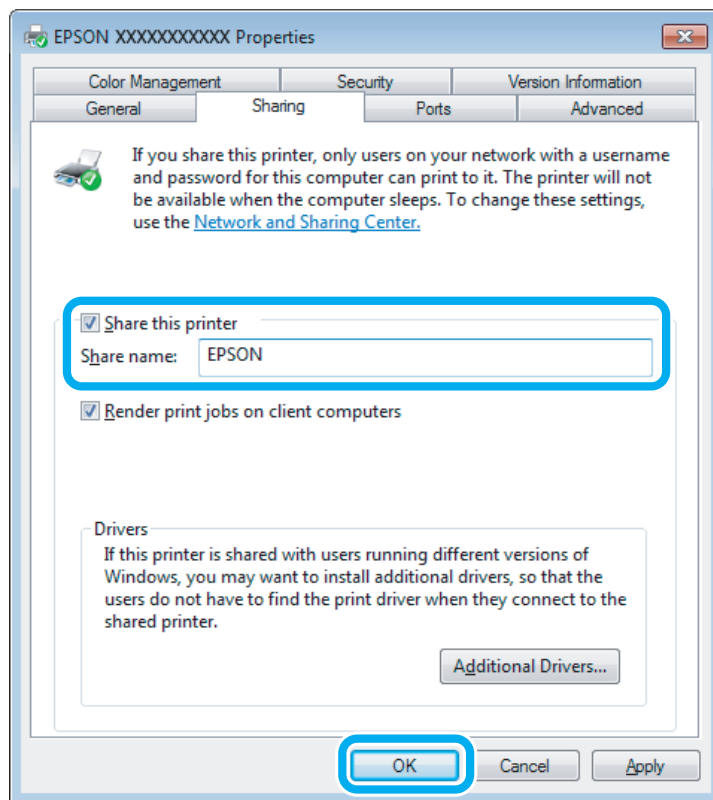 EPSON XXXXXXXXXXX Properties
Color Management Security Version Information
General Sharing Ports Advanced
If you share this printer, only users on your network with a username
and password for this computer can print to it. The printer will not
be available when the computer sleeps. To change these settings,
use the Network and Sharing Center.
Share this printer
Share name: EPSON
Render print jobs on client computers
Drivers
If this printer is shared with users running different versions of
Windows, you may want to install additional drivers, so that the
users do not have to find the print driver when they connect to the
shared printer.
Additional Drivers...
OK Cancel Apply